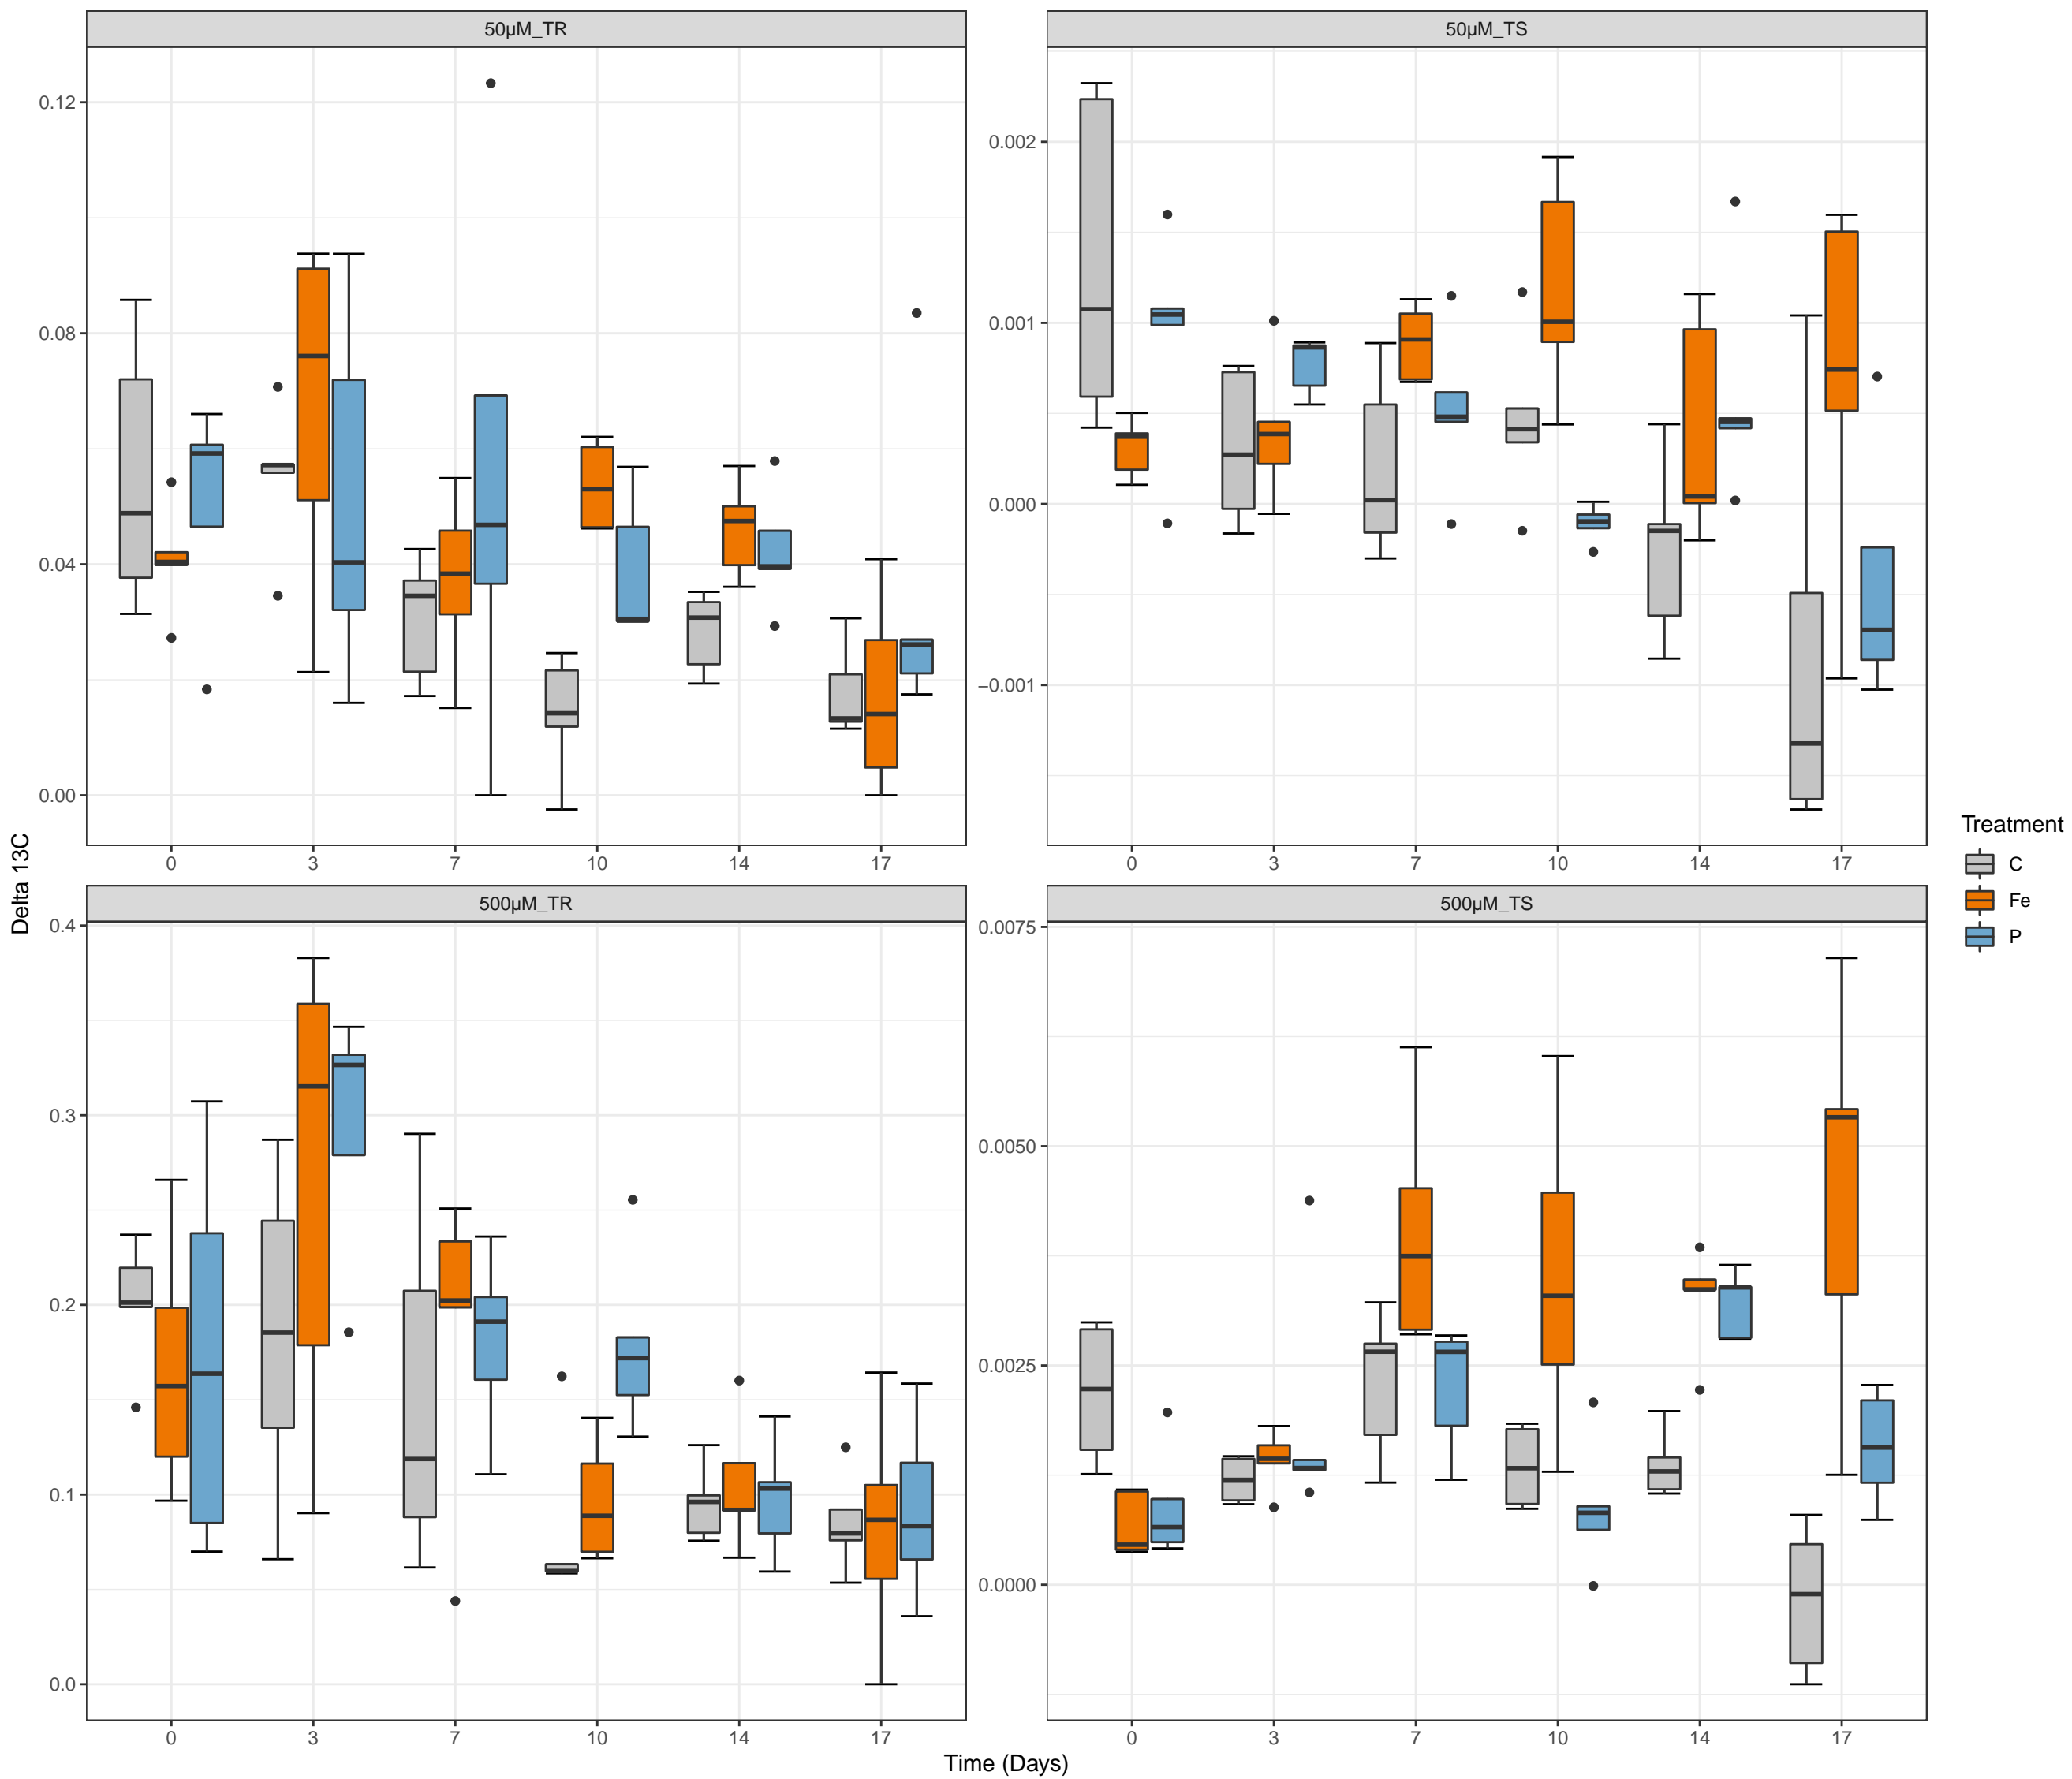 50µM_TR
50µM_TS
0.12
0.08
0.04
0.00
0.002
0.001
0.000
−0.001
0 3 7 10 14 17
0 3 7 10 14 17
Delta 13C
500µM_TR
500µM_TS
0.4
0.3
0.2
0.1
0.0
0.0075
0.0050
0.0025
0.0000
0 3 7 10 14 17
0 3 7 10 14 17
Time (Days)
Treatment
C
Fe
P